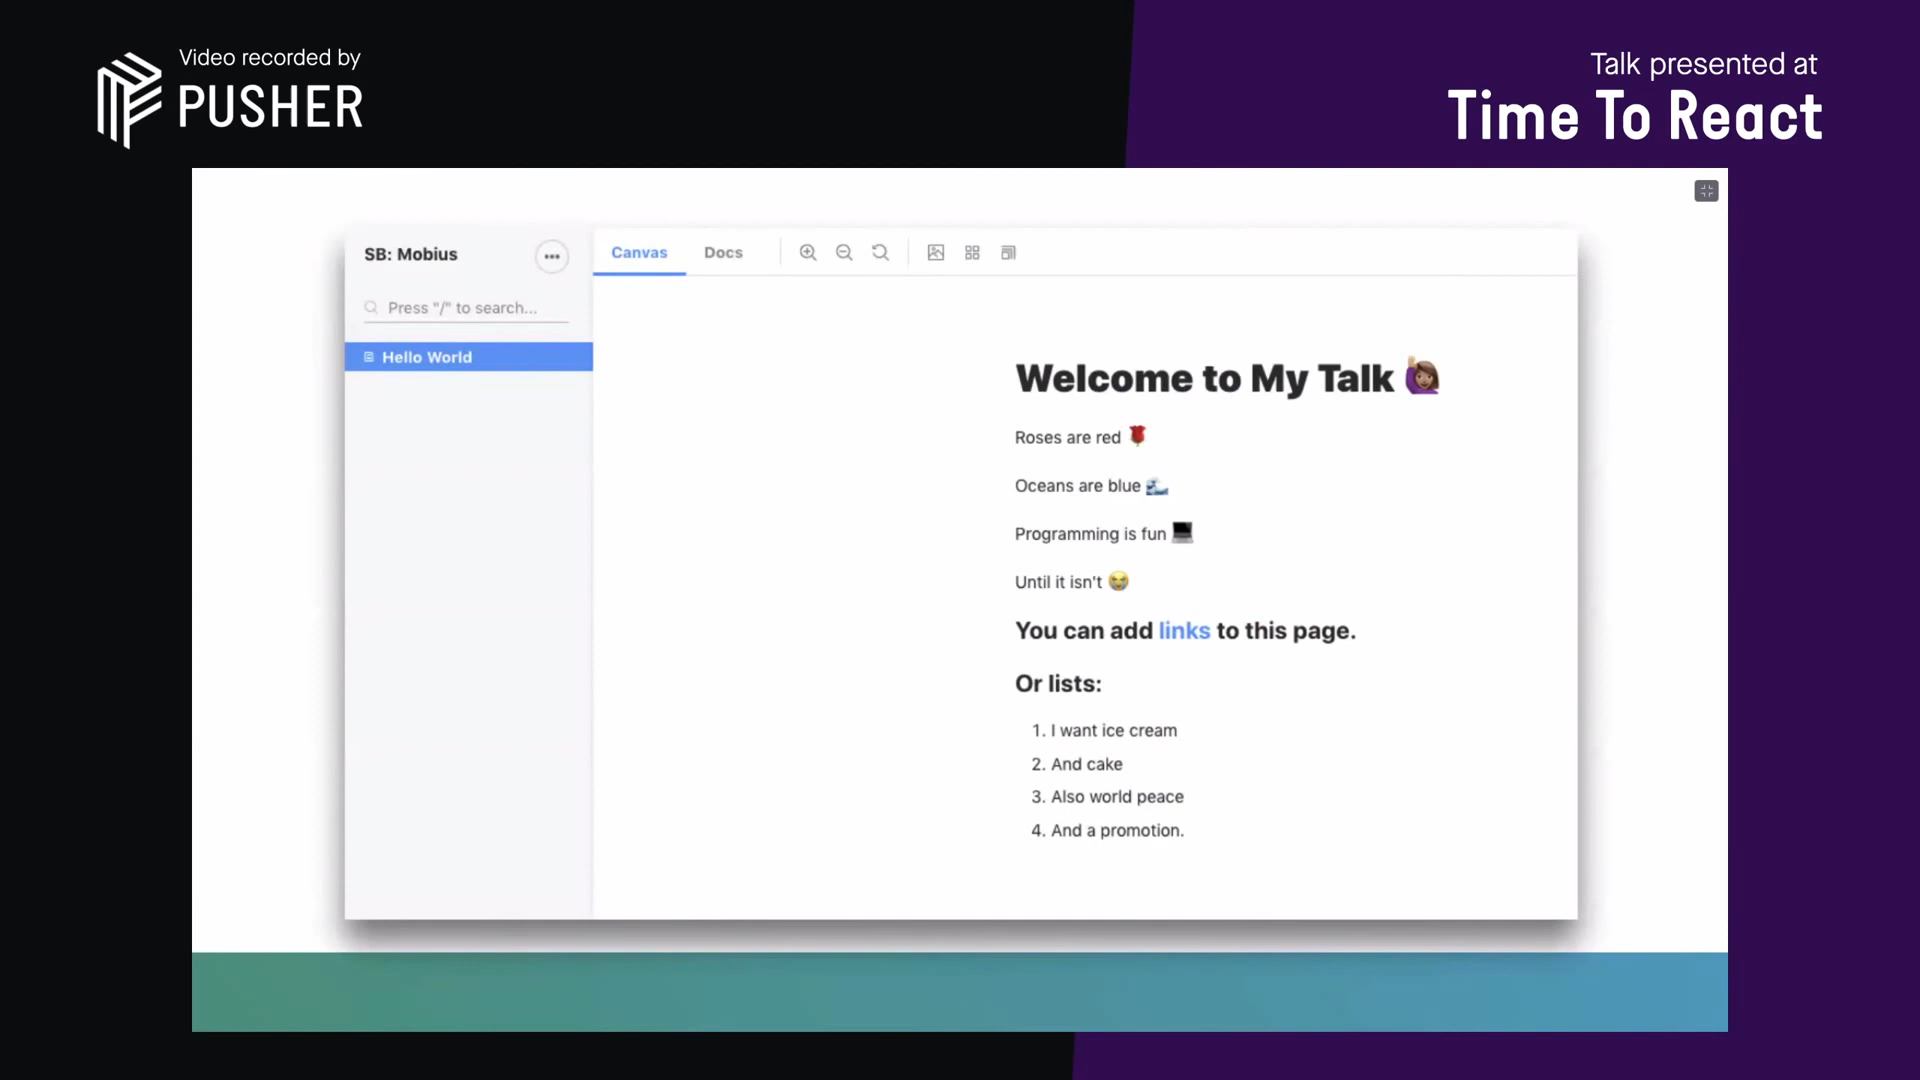 Video recorded by
PUSHER
Talk presented at
Time To React
SB: Mobius
Press "/" to search...
Hello World
Canvas
Docs
Welcome to My Talk 🙋🏽‍♀️
Roses are red 🌹
Oceans are blue 🌊
Programming is fun 💻
Until it isn't 😭
You can add links to this page.
Or lists:
1. I want ice cream
2. And cake
3. Also world peace
4. And a promotion.